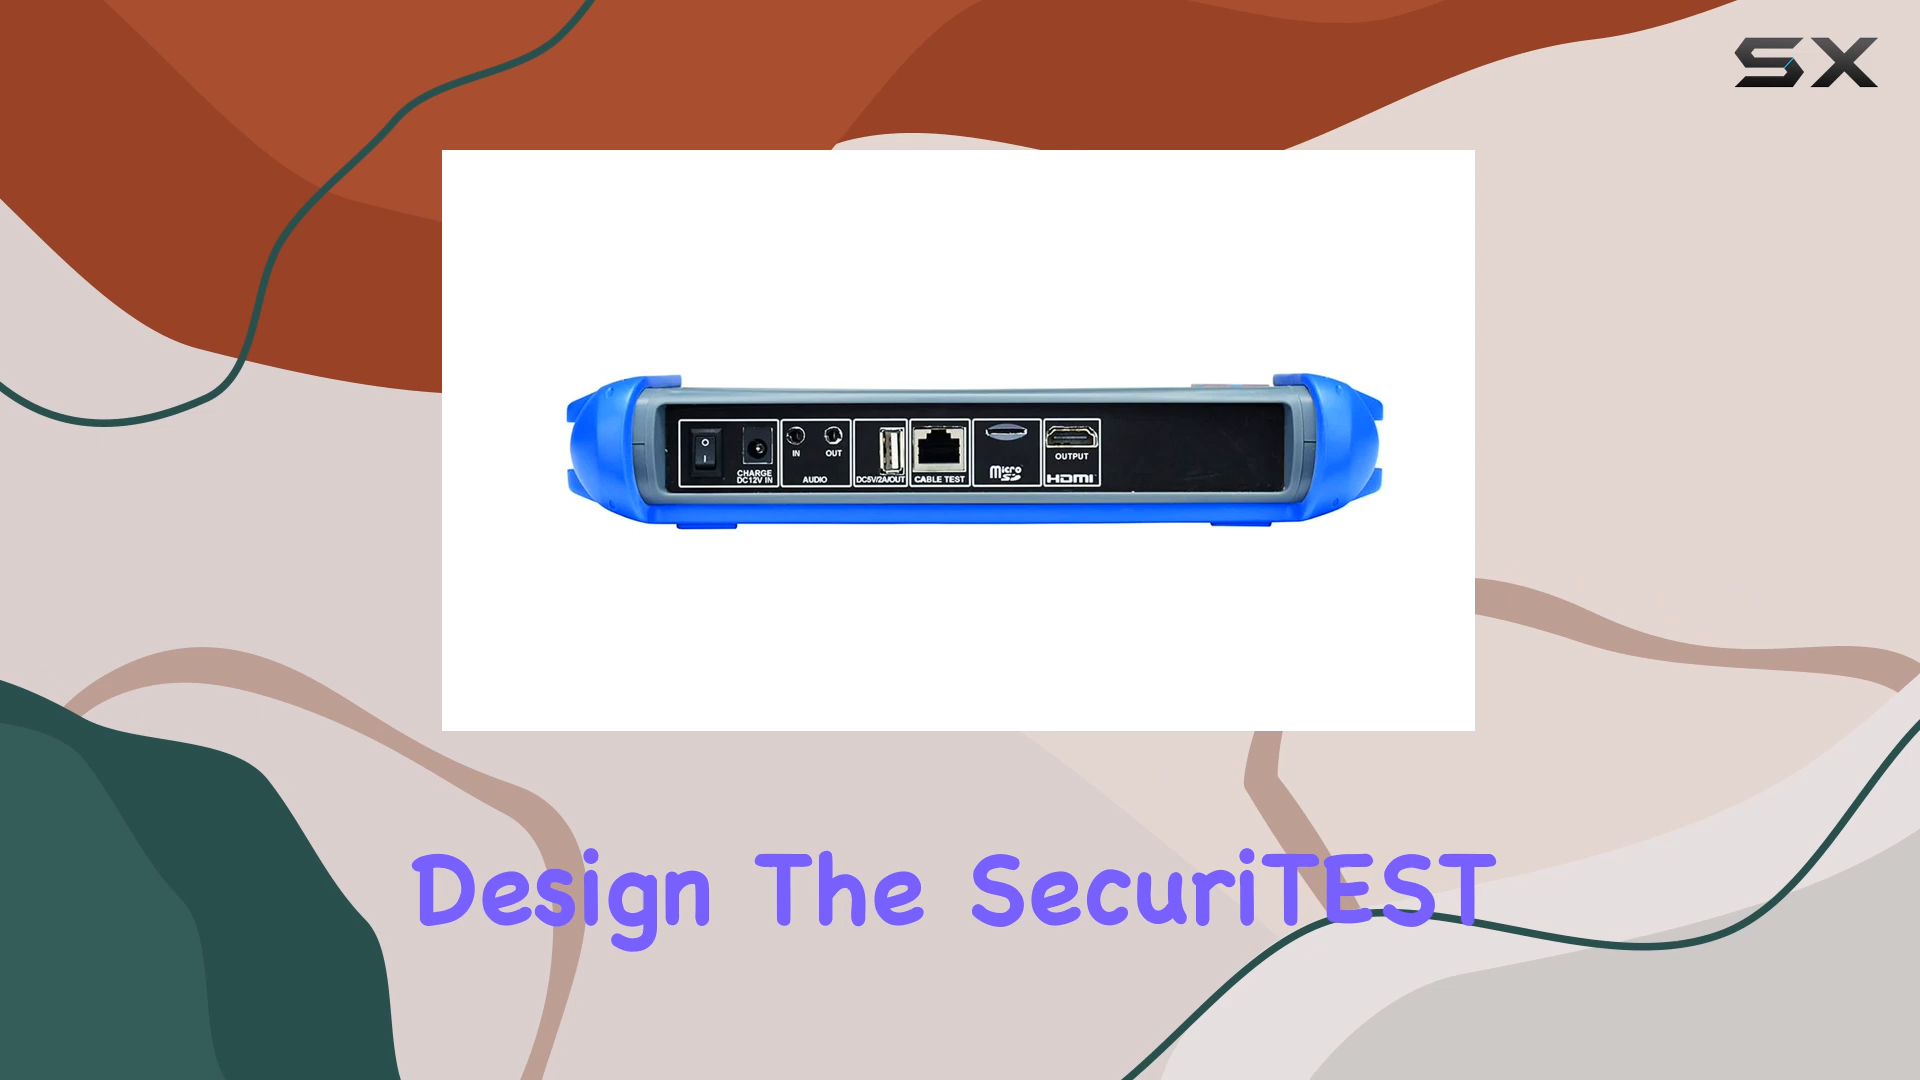 SX
IN
OUT
OUTPUT
CHARGE
DC12V IN
AUDIO
DC5V/2A/OUT
CABLE TEST
Micro
SD
HDMI
Design The SecuriTEST